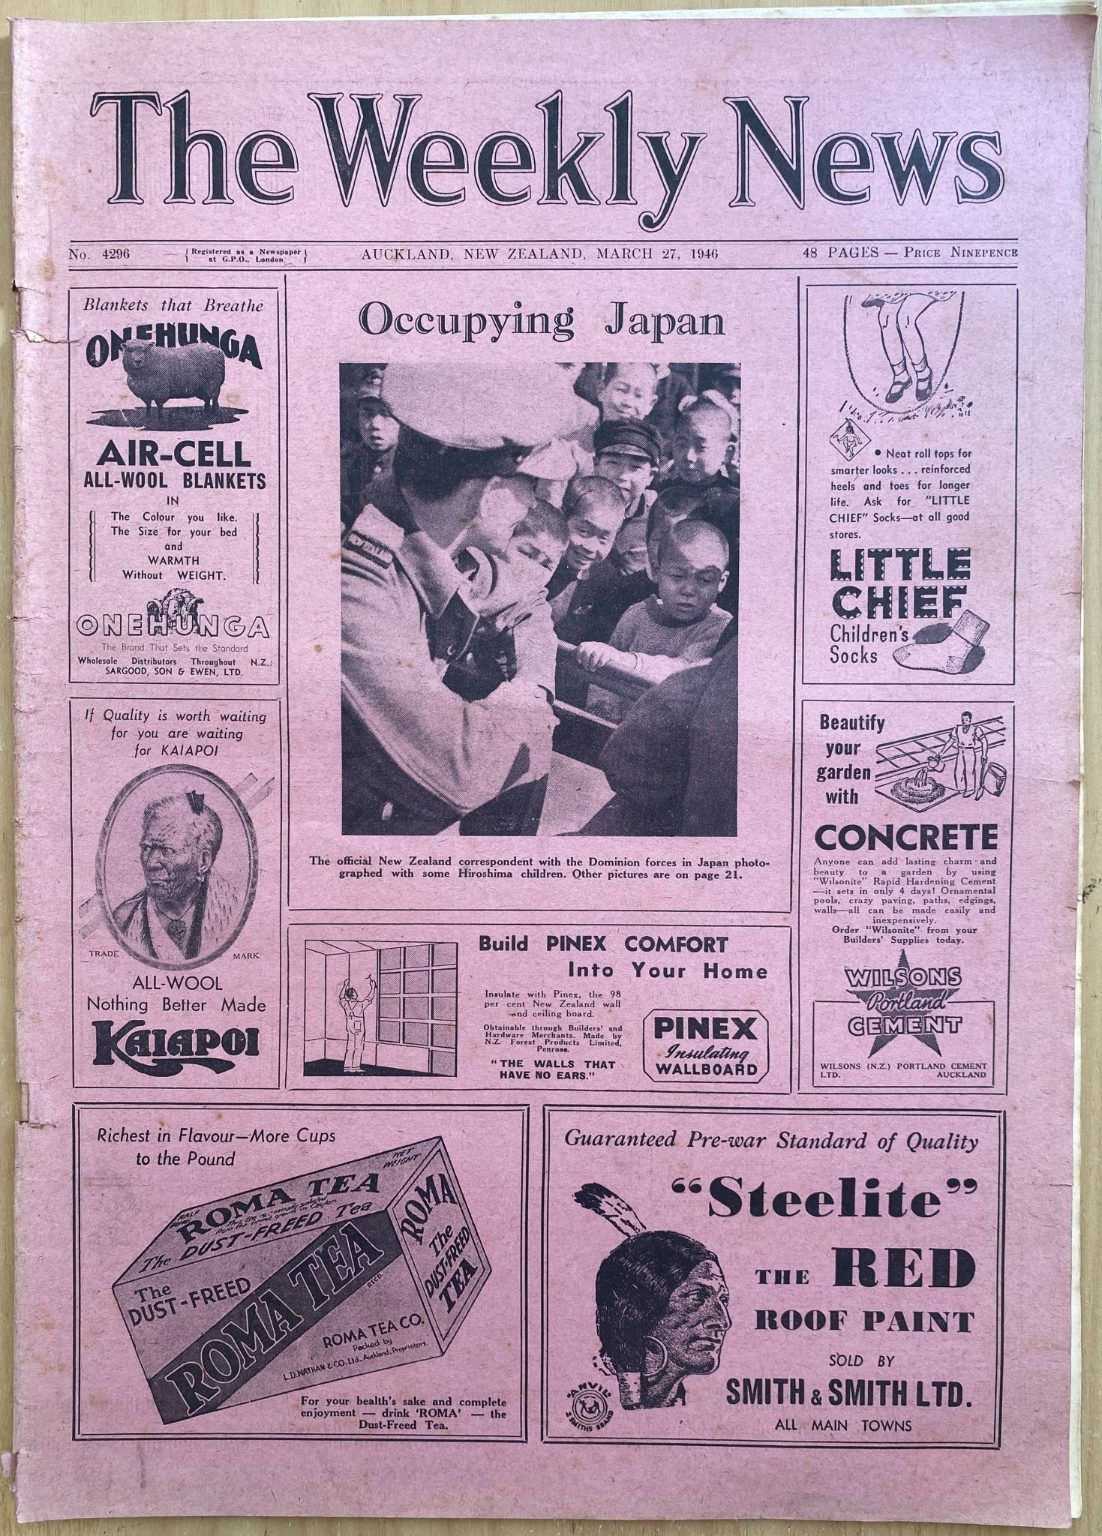 The Weekly News
No. 4296
Registered as a Newspaper
at G.P.O., London
AUCKLAND, NEW ZEALAND, MARCH 27, 1946
48 PAGES — PRICE NINEPENCE
Blankets that Breathe
ONEHUNGA
AIR-CELL
ALL-WOOL BLANKETS
IN
The Colour you like.
The Size for your bed
and
WARMTH
Without WEIGHT.
ONEHUNGA
The Brand That Sets the Standard
Wholesale Distributors Throughout N.Z.:
SARGOOD, SON & EWEN, LTD.
If Quality is worth waiting
for you are waiting
for KAIAPOI
TRADE MARK
ALL-WOOL
Nothing Better Made
KAIAPOI
Occupying Japan
The official New Zealand correspondent with the Dominion forces in Japan photo-
graphed with some Hiroshima children. Other pictures are on page 21.
Build PINEX COMFORT
Into Your Home
Insulate with Pinex, the 98
per cent New Zealand wall
and ceiling board.
Obtainable through Builders' and
Hardware Merchants. Made by
N.Z. Forest Products Limited,
Penrose.
"THE WALLS THAT
HAVE NO EARS."
PINEX
Insulating
WALLBOARD
• Neat roll tops for
smarter looks . . . reinforced
heels and toes for longer
life. Ask for "LITTLE
CHIEF" Socks—at all good
stores.
LITTLE
CHIEF
Children's
Socks
Beautify
your
garden
with
CONCRETE
Anyone can add lasting charm and
beauty to a garden by using
"Wilsonite" Rapid Hardening Cement
—it sets in only 4 days! Ornamental
pools, crazy paving, paths, edgings,
walls—all can be made easily and
inexpensively.
Order "Wilsonite" from your
Builders' Supplies today.
WILSONS
Portland
CEMENT
WILSONS (N.Z.) PORTLAND CEMENT
LTD. AUCKLAND
Richest in Flavour—More Cups
to the Pound
NET
WEIGHT
HALF
ROMA TEA
The DUST-FREED Tea
ROMA
The
DUST-FREED
TEA
The
DUST-FREED
ROMA TEA
ROMA TEA CO.
Packed by
L.D. NATHAN & CO. Ltd., Auckland, Proprietors.
For your health's sake and complete
enjoyment — drink 'ROMA' — the
Dust-Freed Tea.
Guaranteed Pre-war Standard of Quality
"Steelite"
THE RED
ROOF PAINT
SOLD BY
SMITH & SMITH LTD.
ALL MAIN TOWNS
ANVIL
2 SMITHS BRAND